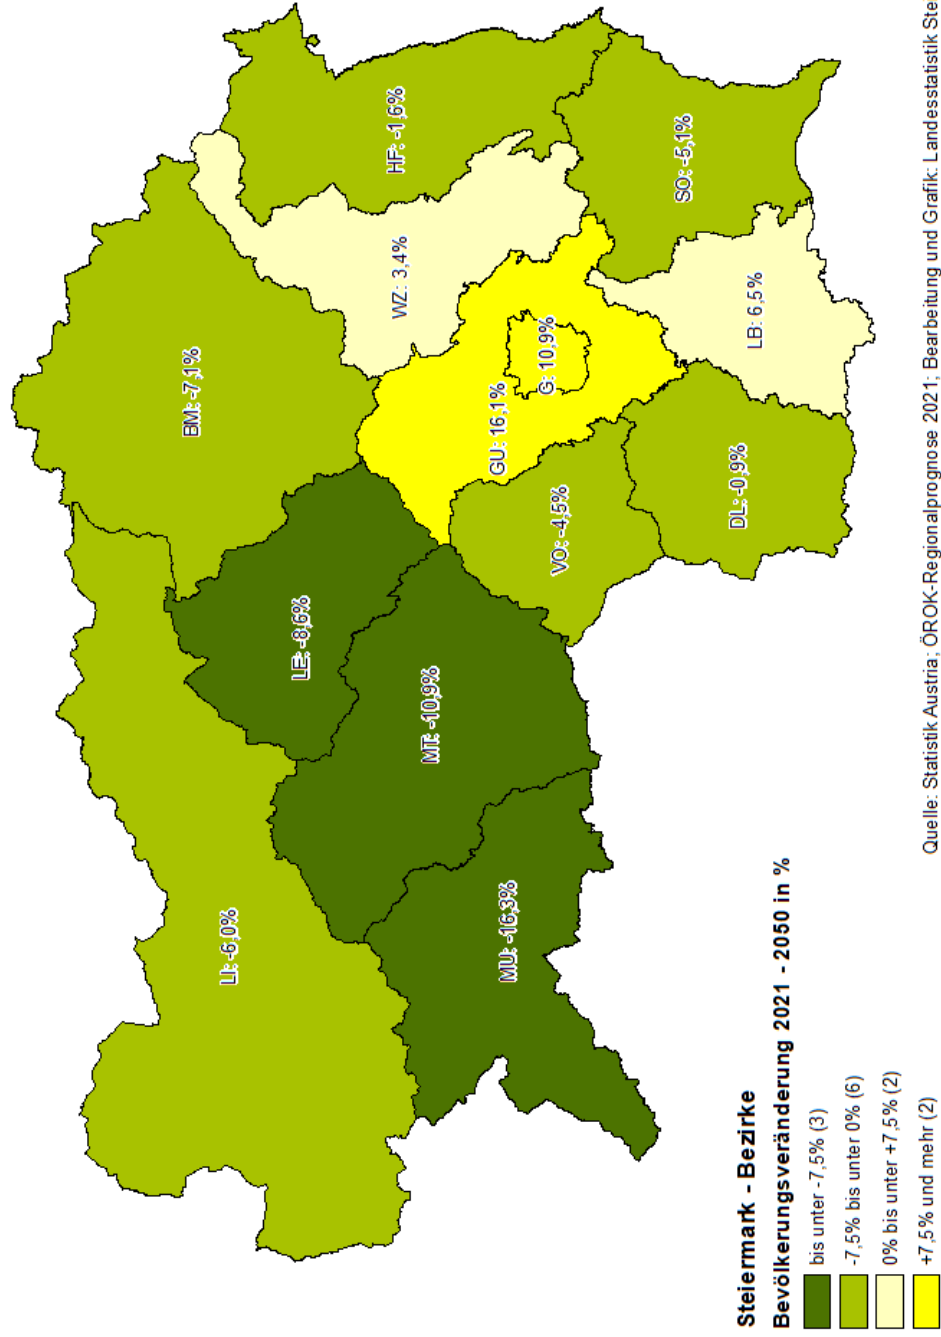 LI: -6,0%
BM: -7,1%
LE: -8,6%
HF: -1,6%
WZ: 3,4%
MT: -10,9%
MU: -16,3%
GU: 16,1%
G: 10,9%
VO: -4,5%
SO: -5,1%
DL: -0,9%
LB: 6,5%
Steiermark - Bezirke
Bevölkerungsveränderung 2021 - 2050 in %
bis unter -7,5% (3)
-7,5% bis unter 0% (6)
0% bis unter +7,5% (2)
+7,5% und mehr (2)
Quelle: Statistik Austria; ÖROK-Regionalprognose 2021; Bearbeitung und Grafik: Landesstatistik Ste